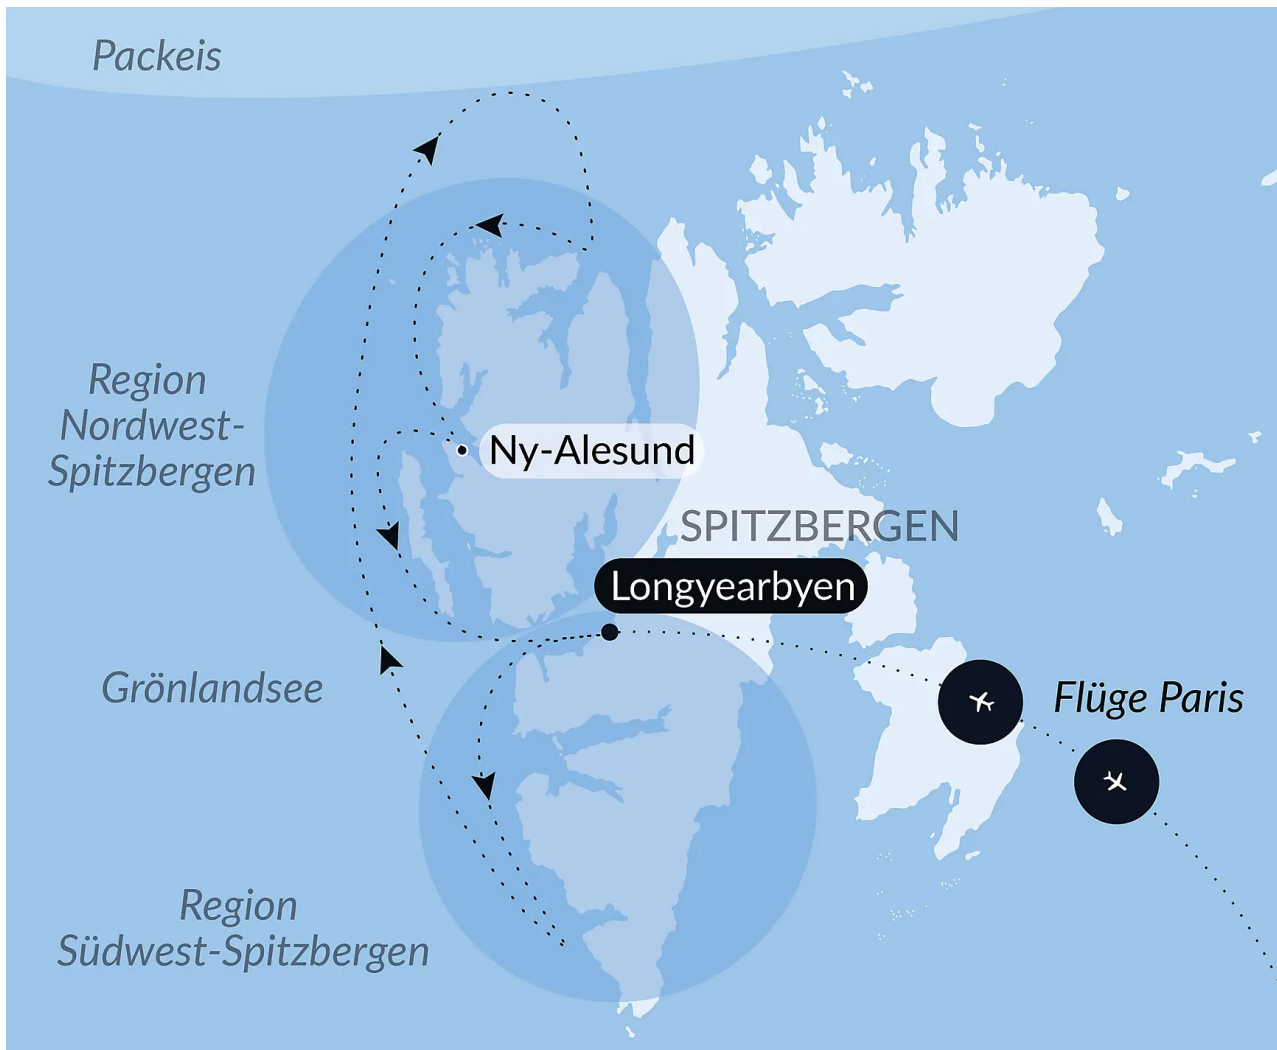 Packeis
Region
Nordwest-
Spitzbergen
Ny-Alesund
SPITZBERGEN
Longyearbyen
Grönlandsee
Flüge Paris
Region
Südwest-Spitzbergen